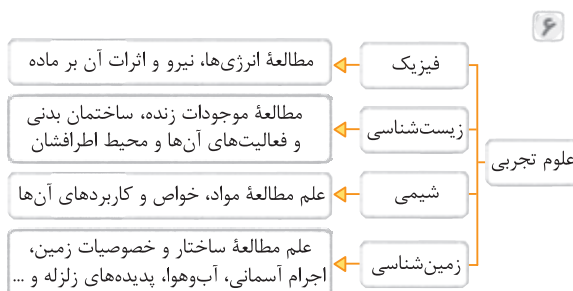 ۶
علوم تجربی
فیزیک
مطالعهٔ انرژی‌ها، نیرو و اثرات آن بر ماده
زیست‌شناسی
مطالعهٔ موجودات زنده، ساختمان بدنی
و فعالیت‌های آن‌ها و محیط اطرافشان
شیمی
علم مطالعهٔ مواد، خواص و کاربردهای آن‌ها
زمین‌شناسی
علم مطالعهٔ ساختار و خصوصیات زمین،
اجرام آسمانی، آب‌وهوا، پدیده‌های زلزله و ...